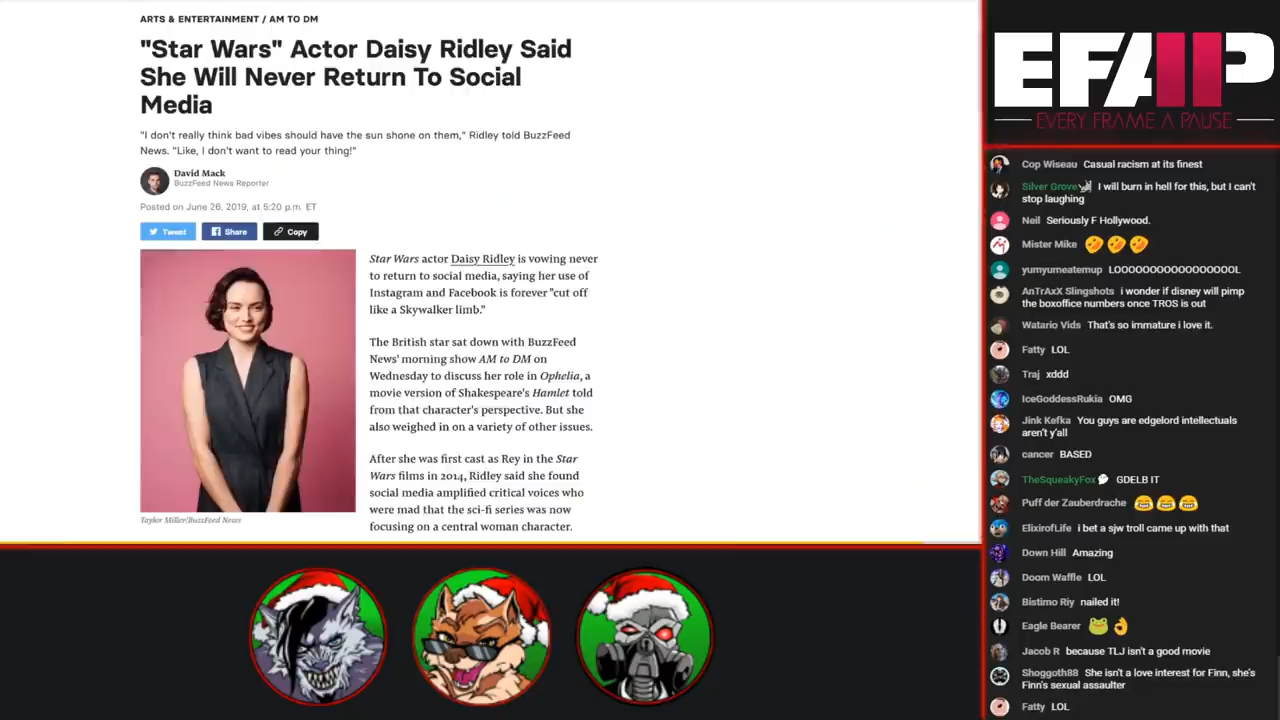 ARTS & ENTERTAINMENT / AM TO DM
"Star Wars" Actor Daisy Ridley Said
She Will Never Return To Social
Media
"I don't really think bad vibes should have the sun shone on them," Ridley told BuzzFeed
News. "Like, I don't want to read your thing!"
David Mack
BuzzFeed News Reporter
Posted on June 26, 2019, at 5:20 p.m. ET
Tweet
Share
Copy
Star Wars actor Daisy Ridley is vowing never
to return to social media, saying her use of
Instagram and Facebook is forever "cut off
like a Skywalker limb."
The British star sat down with BuzzFeed
News' morning show AM to DM on
Wednesday to discuss her role in Ophelia, a
movie version of Shakespeare's Hamlet told
from that character's perspective. But she
also weighed in on a variety of other issues.
After she was first cast as Rey in the Star
Wars films in 2014, Ridley said she found
social media amplified critical voices who
were mad that the sci-fi series was now
focusing on a central woman character.
Taylor Miller/BuzzFeed News
EFAP
EVERY FRAME A PAUSE
Cop Wiseau Casual racism at its finest
Silver Grove I will burn in hell for this, but I can't
stop laughing
Neil Seriously F Hollywood.
Mister Mike 🤣🤣🤣
yumyumeatemup LOOOOOOOOOOOOOOOOOL
AnTrAxX Slingshots i wonder if disney will pimp
the boxoffice numbers once TROS is out
Watario Vids That's so immature i love it.
Fatty LOL
Traj xddd
IceGoddessRukia OMG
Jink Kefka You guys are edgelord intellectuals
aren't y'all
cancer BASED
TheSqueakyFox GDELB IT
Puff der Zauberdrache 😂😂😂
ElixirofLife i bet a sjw troll came up with that
Down Hill Amazing
Doom Waffle LOL
Bistimo Riy nailed it!
Eagle Bearer 🐸👌
Jacob R because TLJ isn't a good movie
Shoggoth88 She isn't a love interest for Finn, she's
Finn's sexual assaulter
Fatty LOL